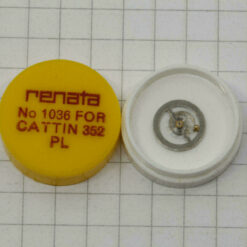 renata
No 1036 FOR
CATTIN 352
PL